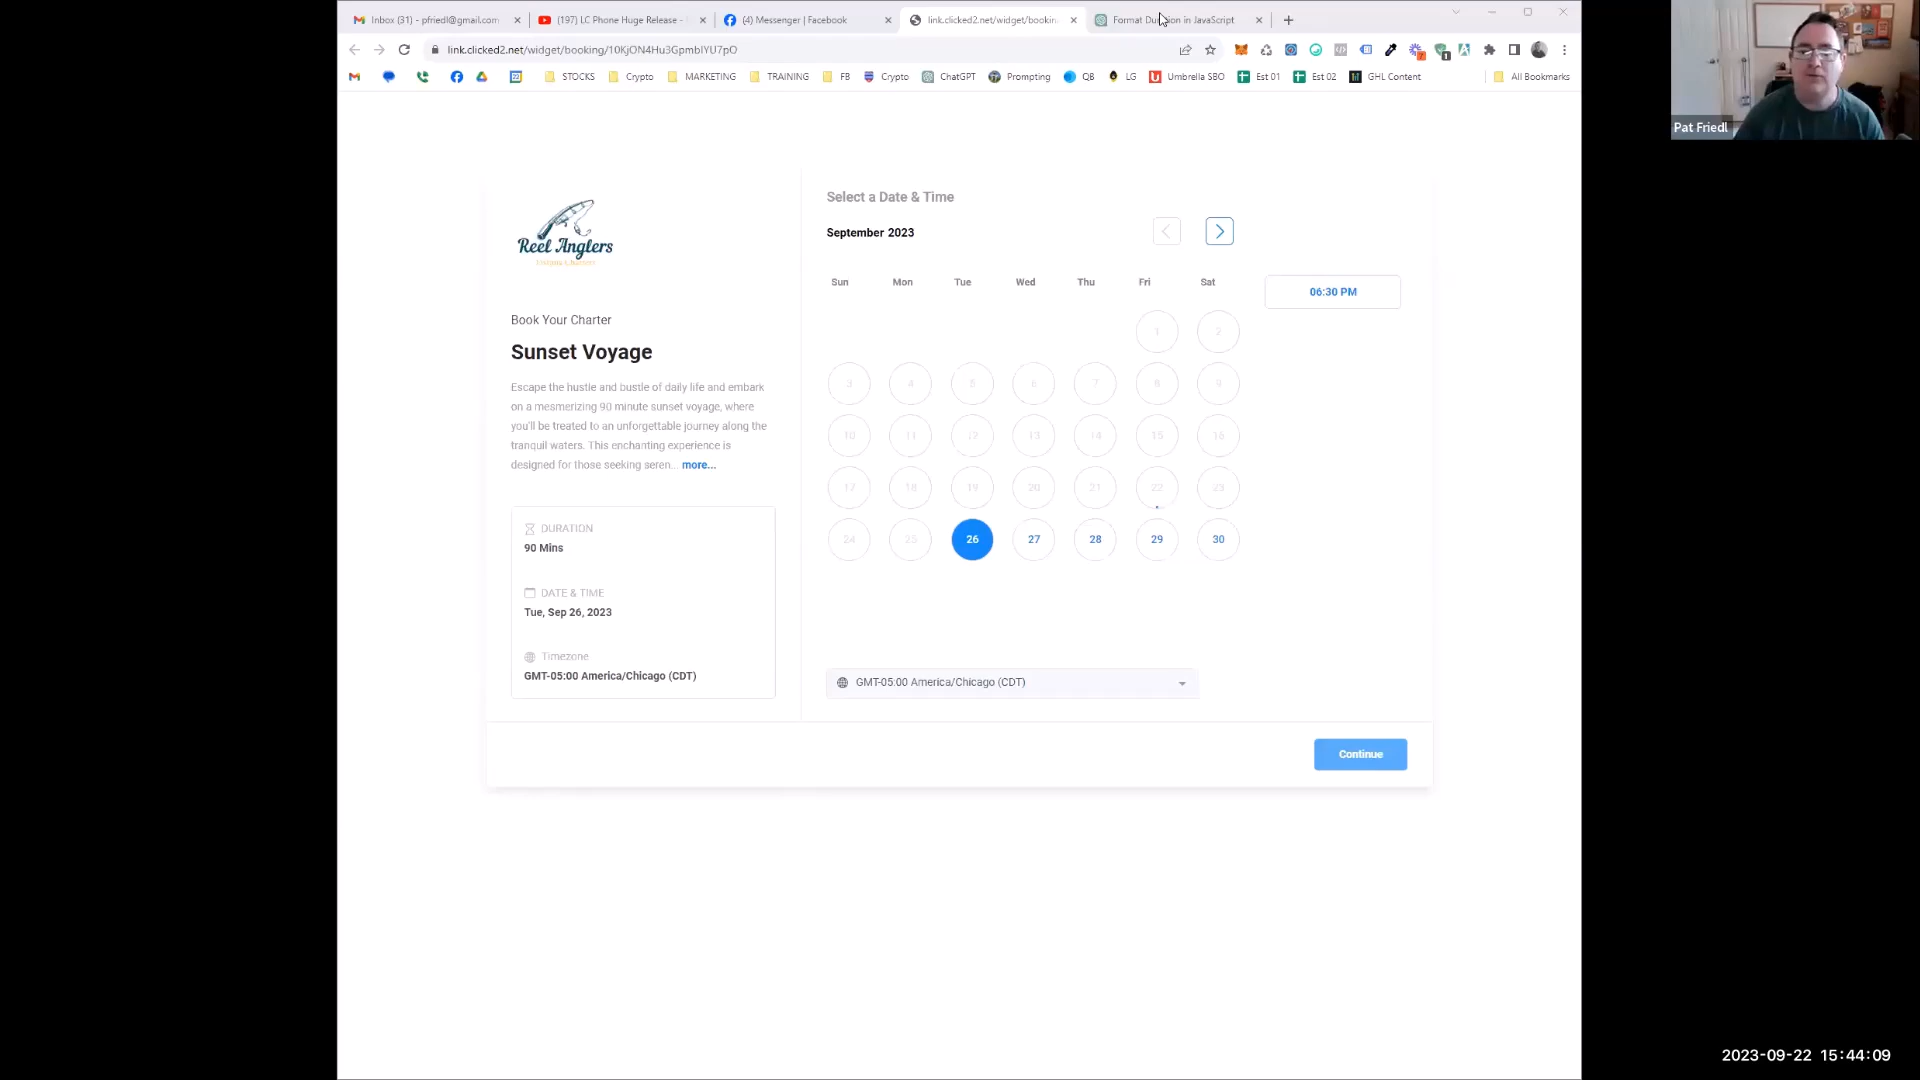 Inbox (31) - pfriedl@gmail.com
(197) LC Phone Huge Release -
(4) Messenger | Facebook
link.clicked2.net/widget/bookin
Format Duration in JavaScript
link.clicked2.net/widget/booking/10KjON4Hu3GpmbIYU7pO
STOCKS
Crypto
MARKETING
TRAINING
FB
Crypto
ChatGPT
Prompting
QB
LG
Umbrella SBO
Est 01
Est 02
GHL Content
All Bookmarks
Pat Friedl
Reel Anglers
Book Your Charter
Sunset Voyage
Escape the hustle and bustle of daily life and embark
on a mesmerizing 90 minute sunset voyage, where
you'll be treated to an unforgettable journey along the
tranquil waters. This enchanting experience is
designed for those seeking seren... more...
DURATION
90 Mins
DATE & TIME
Tue, Sep 26, 2023
Timezone
GMT-05:00 America/Chicago (CDT)
Select a Date & Time
September 2023
Sun Mon Tue Wed Thu Fri Sat
1 2
3 4 5 6 7 8 9
10 11 12 13 14 15 16
17 18 19 20 21 22 23
24 25 26 27 28 29 30
06:30 PM
GMT-05:00 America/Chicago (CDT)
Continue
2023-09-22 15:44:09